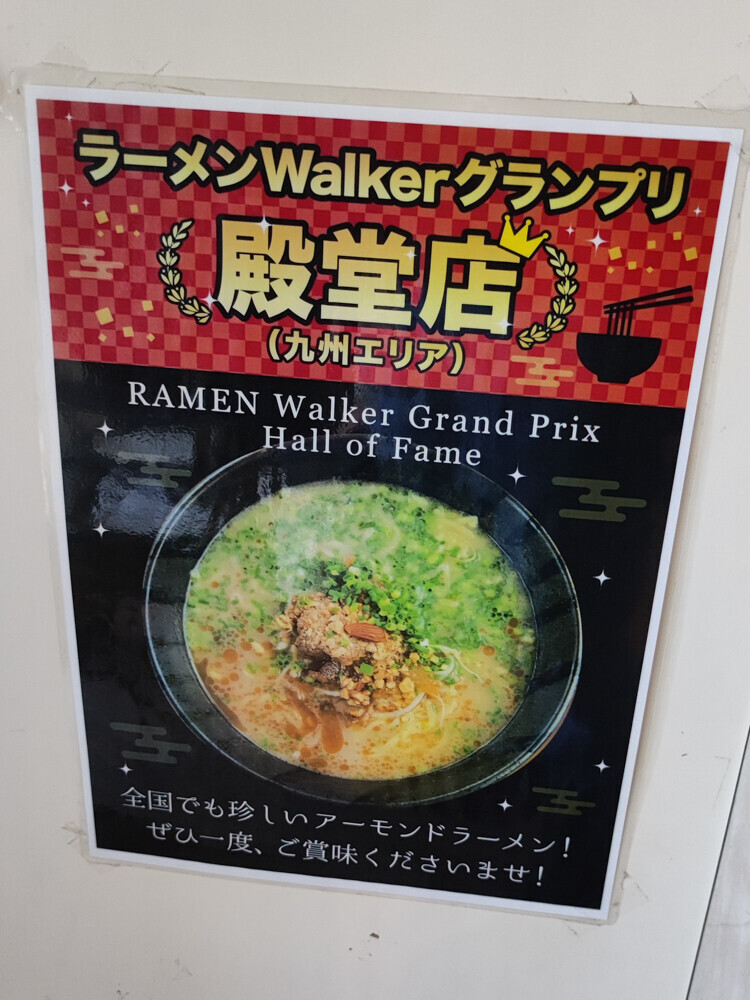 ラーメンWalkerグランプリ
殿堂店
(九州エリア)
RAMEN Walker Grand Prix
Hall of Fame
全国でも珍しいアーモンドラーメン!
ぜひ一度、ご賞味くださいませ!